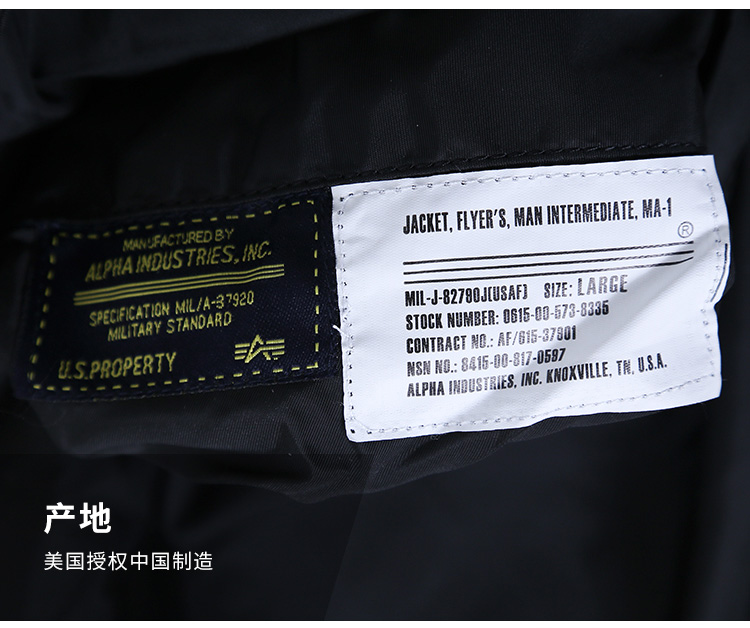 MANUFACTURED BY
ALPHA INDUSTRIES, INC.
SPECIFICATION MIL/A-37920
MILITARY STANDARD
U.S. PROPERTY
JACKET, FLYER'S, MAN INTERMEDIATE, MA-1
®
MIL-J-82790J[USAF] SIZE: LARGE
STOCK NUMBER: 0615-00-573-8335
CONTRACT NO.: AF/615-37901
NSN NO.: 8415-00-817-0597
ALPHA INDUSTRIES, INC. KNOXVILLE, TN, U.S.A.
产地
美国授权中国制造